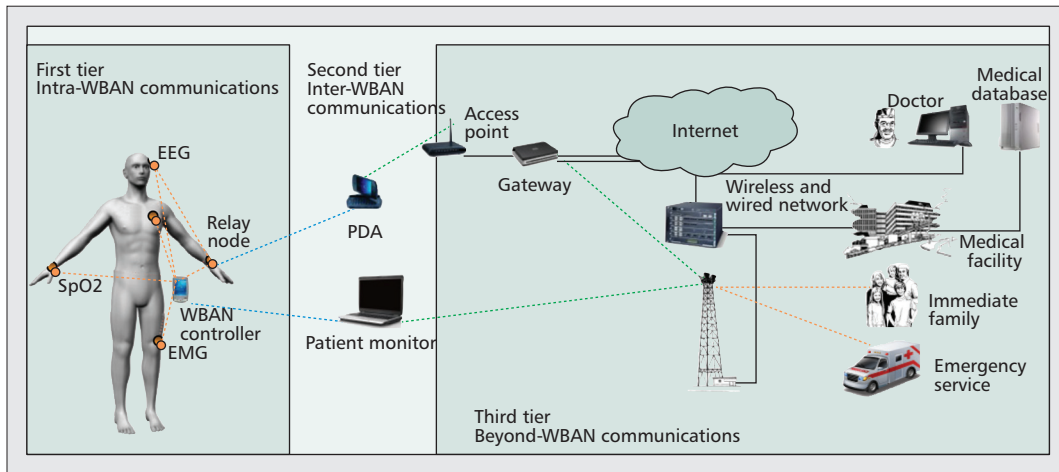 First tier
Intra-WBAN communications
EEG
Relay
node
SpO2
WBAN
controller
EMG
Second tier
Inter-WBAN
communications
PDA
Patient monitor
Access
point
Gateway
Internet
Wireless and
wired network
Doctor
Medical
database
Medical
facility
Immediate
family
Emergency
service
Third tier
Beyond-WBAN communications